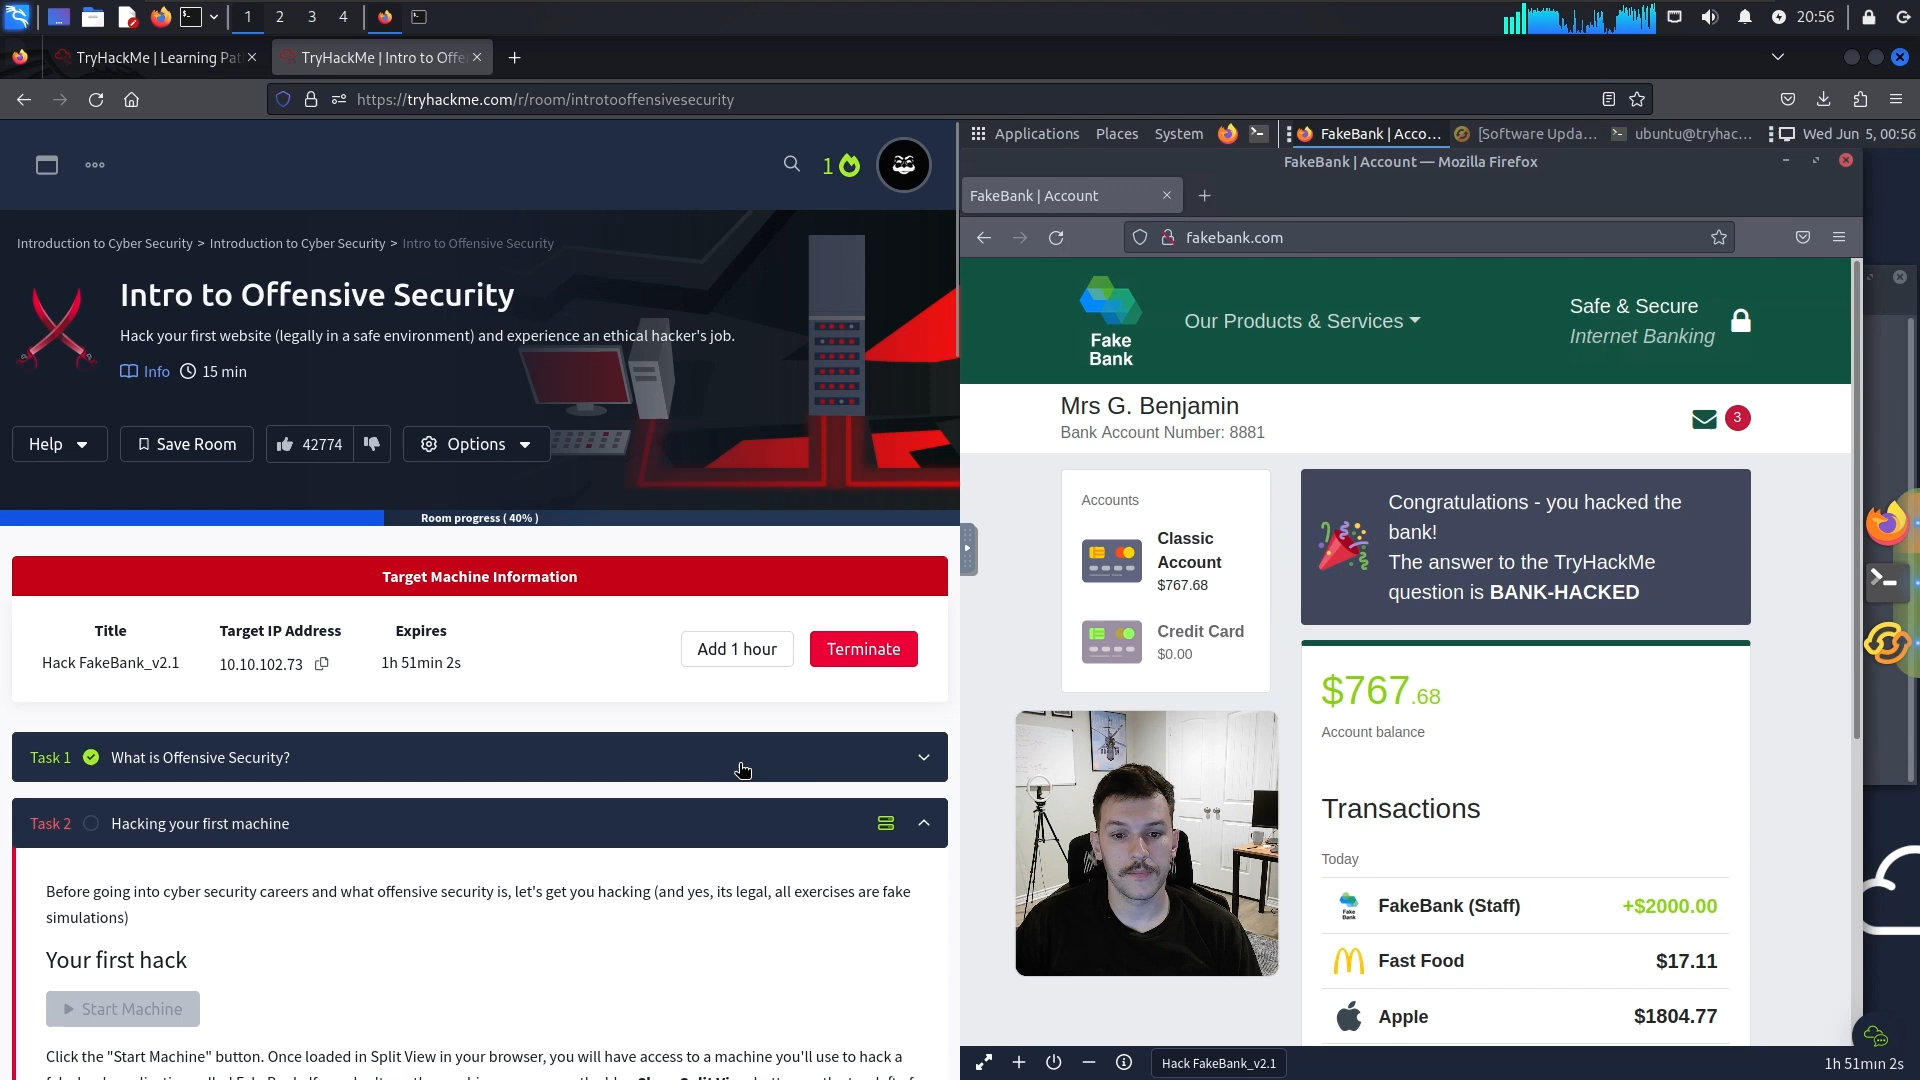 1
2
3
4
20:56
TryHackMe | Learning Pat
TryHackMe | Intro to Offe
https://tryhackme.com/r/room/introtooffensivesecurity
1
Introduction to Cyber Security > Introduction to Cyber Security > Intro to Offensive Security
Intro to Offensive Security
Hack your first website (legally in a safe environment) and experience an ethical hacker's job.
Info
15 min
Help
Save Room
42774
Options
Room progress ( 40% )
Target Machine Information
Title
Target IP Address
Expires
Hack FakeBank_v2.1
10.10.102.73
1h 51min 2s
Add 1 hour
Terminate
Task 1
What is Offensive Security?
Task 2
Hacking your first machine
Before going into cyber security careers and what offensive security is, let's get you hacking (and yes, its legal, all exercises are fake
simulations)
Your first hack
Start Machine
Click the "Start Machine" button. Once loaded in Split View in your browser, you will have access to a machine you'll use to hack a
Applications
Places
System
FakeBank | Acco...
[Software Upda...
ubuntu@tryhac...
Wed Jun 5, 00:56
FakeBank | Account — Mozilla Firefox
FakeBank | Account
fakebank.com
Fake
Bank
Our Products & Services
Safe & Secure
Internet Banking
Mrs G. Benjamin
Bank Account Number: 8881
3
Accounts
Classic
Account
$767.68
Credit Card
$0.00
Congratulations - you hacked the
bank!
The answer to the TryHackMe
question is BANK-HACKED
$767.68
Account balance
Transactions
Today
Fake
Bank
FakeBank (Staff)
+$2000.00
Fast Food
$17.11
Apple
$1804.77
Hack FakeBank_v2.1
1h 51min 2s